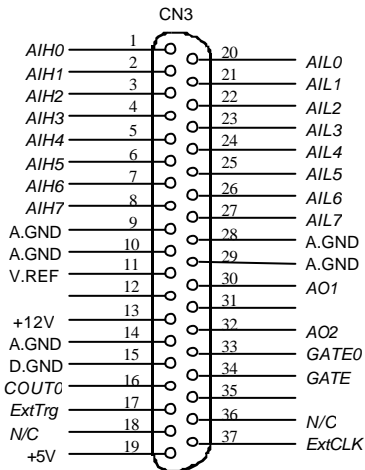 CN3
AIH0 1
20 AIL0
AIH1 2
21 AIL1
AIH2 3
22 AIL2
AIH3 4
23 AIL3
AIH4 5
24 AIL4
AIH5 6
25 AIL5
AIH6 7
26 AIL6
AIH7 8
27 AIL7
A.GND 9
28 A.GND
A.GND 10
29 A.GND
V.REF 11
30 AO1
12
31
+12V 13
32 AO2
A.GND 14
33 GATE0
D.GND 15
34 GATE
COUT0 16
35
ExtTrg 17
36 N/C
N/C 18
37 ExtCLK
+5V 19